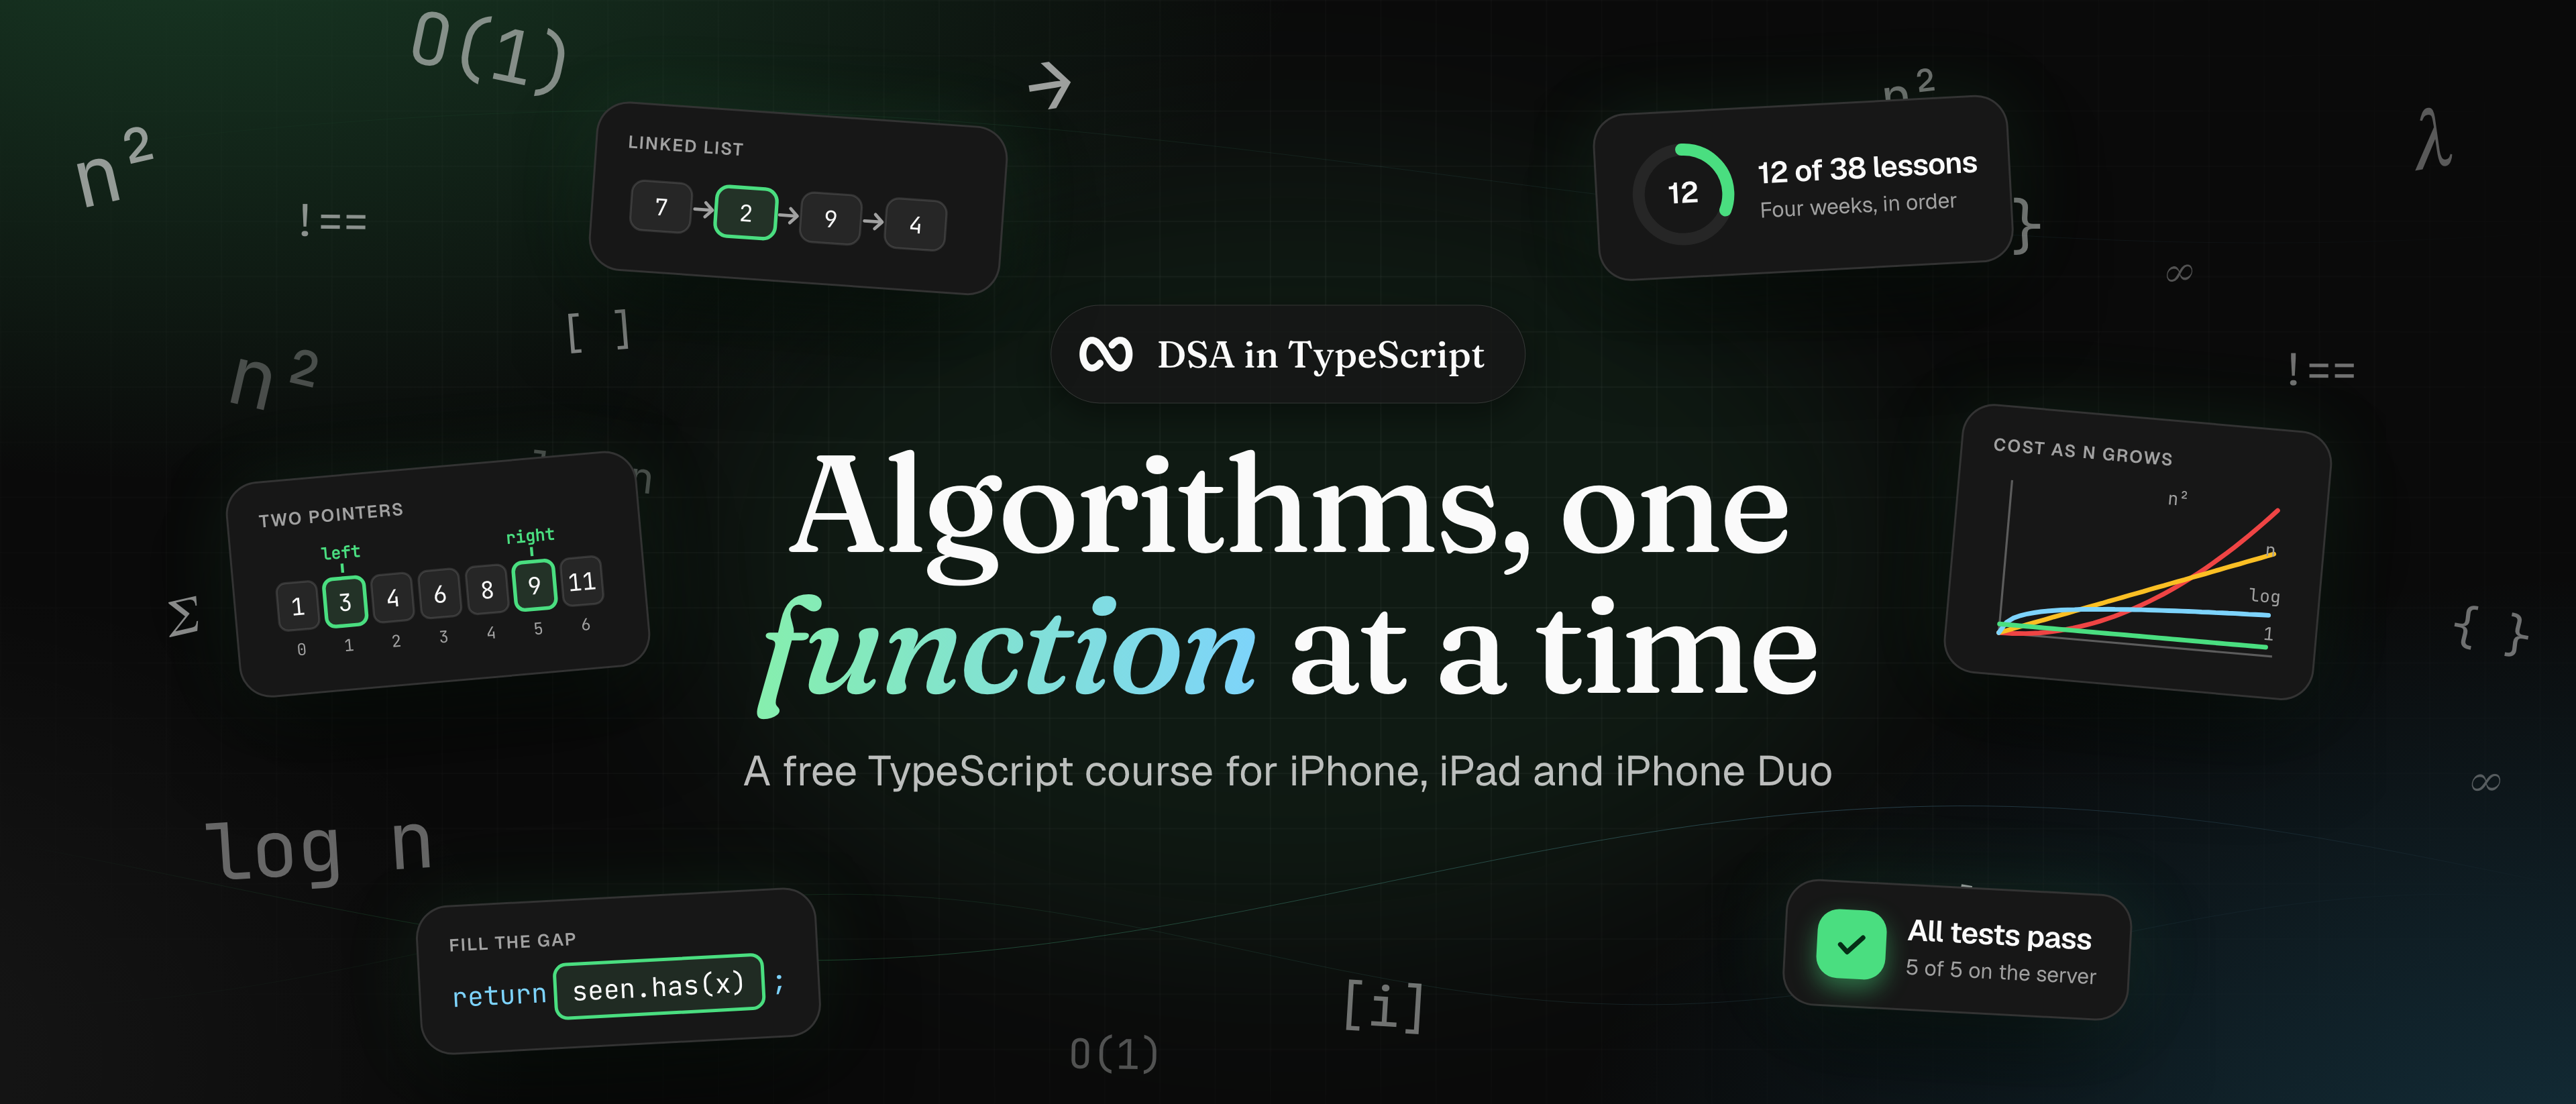 O(1)
→
n²
n²
λ
!==
LINKED LIST
7 → 2 → 9 → 4
12
12 of 38 lessons
Four weeks, in order
}
∞
[ ]
DSA in TypeScript
n²
!==
n
TWO POINTERS
left
right
1 3 4 6 8 9 11
0 1 2 3 4 5 6
Σ
Algorithms, one
function at a time
A free TypeScript course for iPhone, iPad and iPhone Duo
COST AS N GROWS
n²
n
log
1
{ }
∞
log n
FILL THE GAP
return seen.has(x) ;
All tests pass
5 of 5 on the server
[i]
O(1)